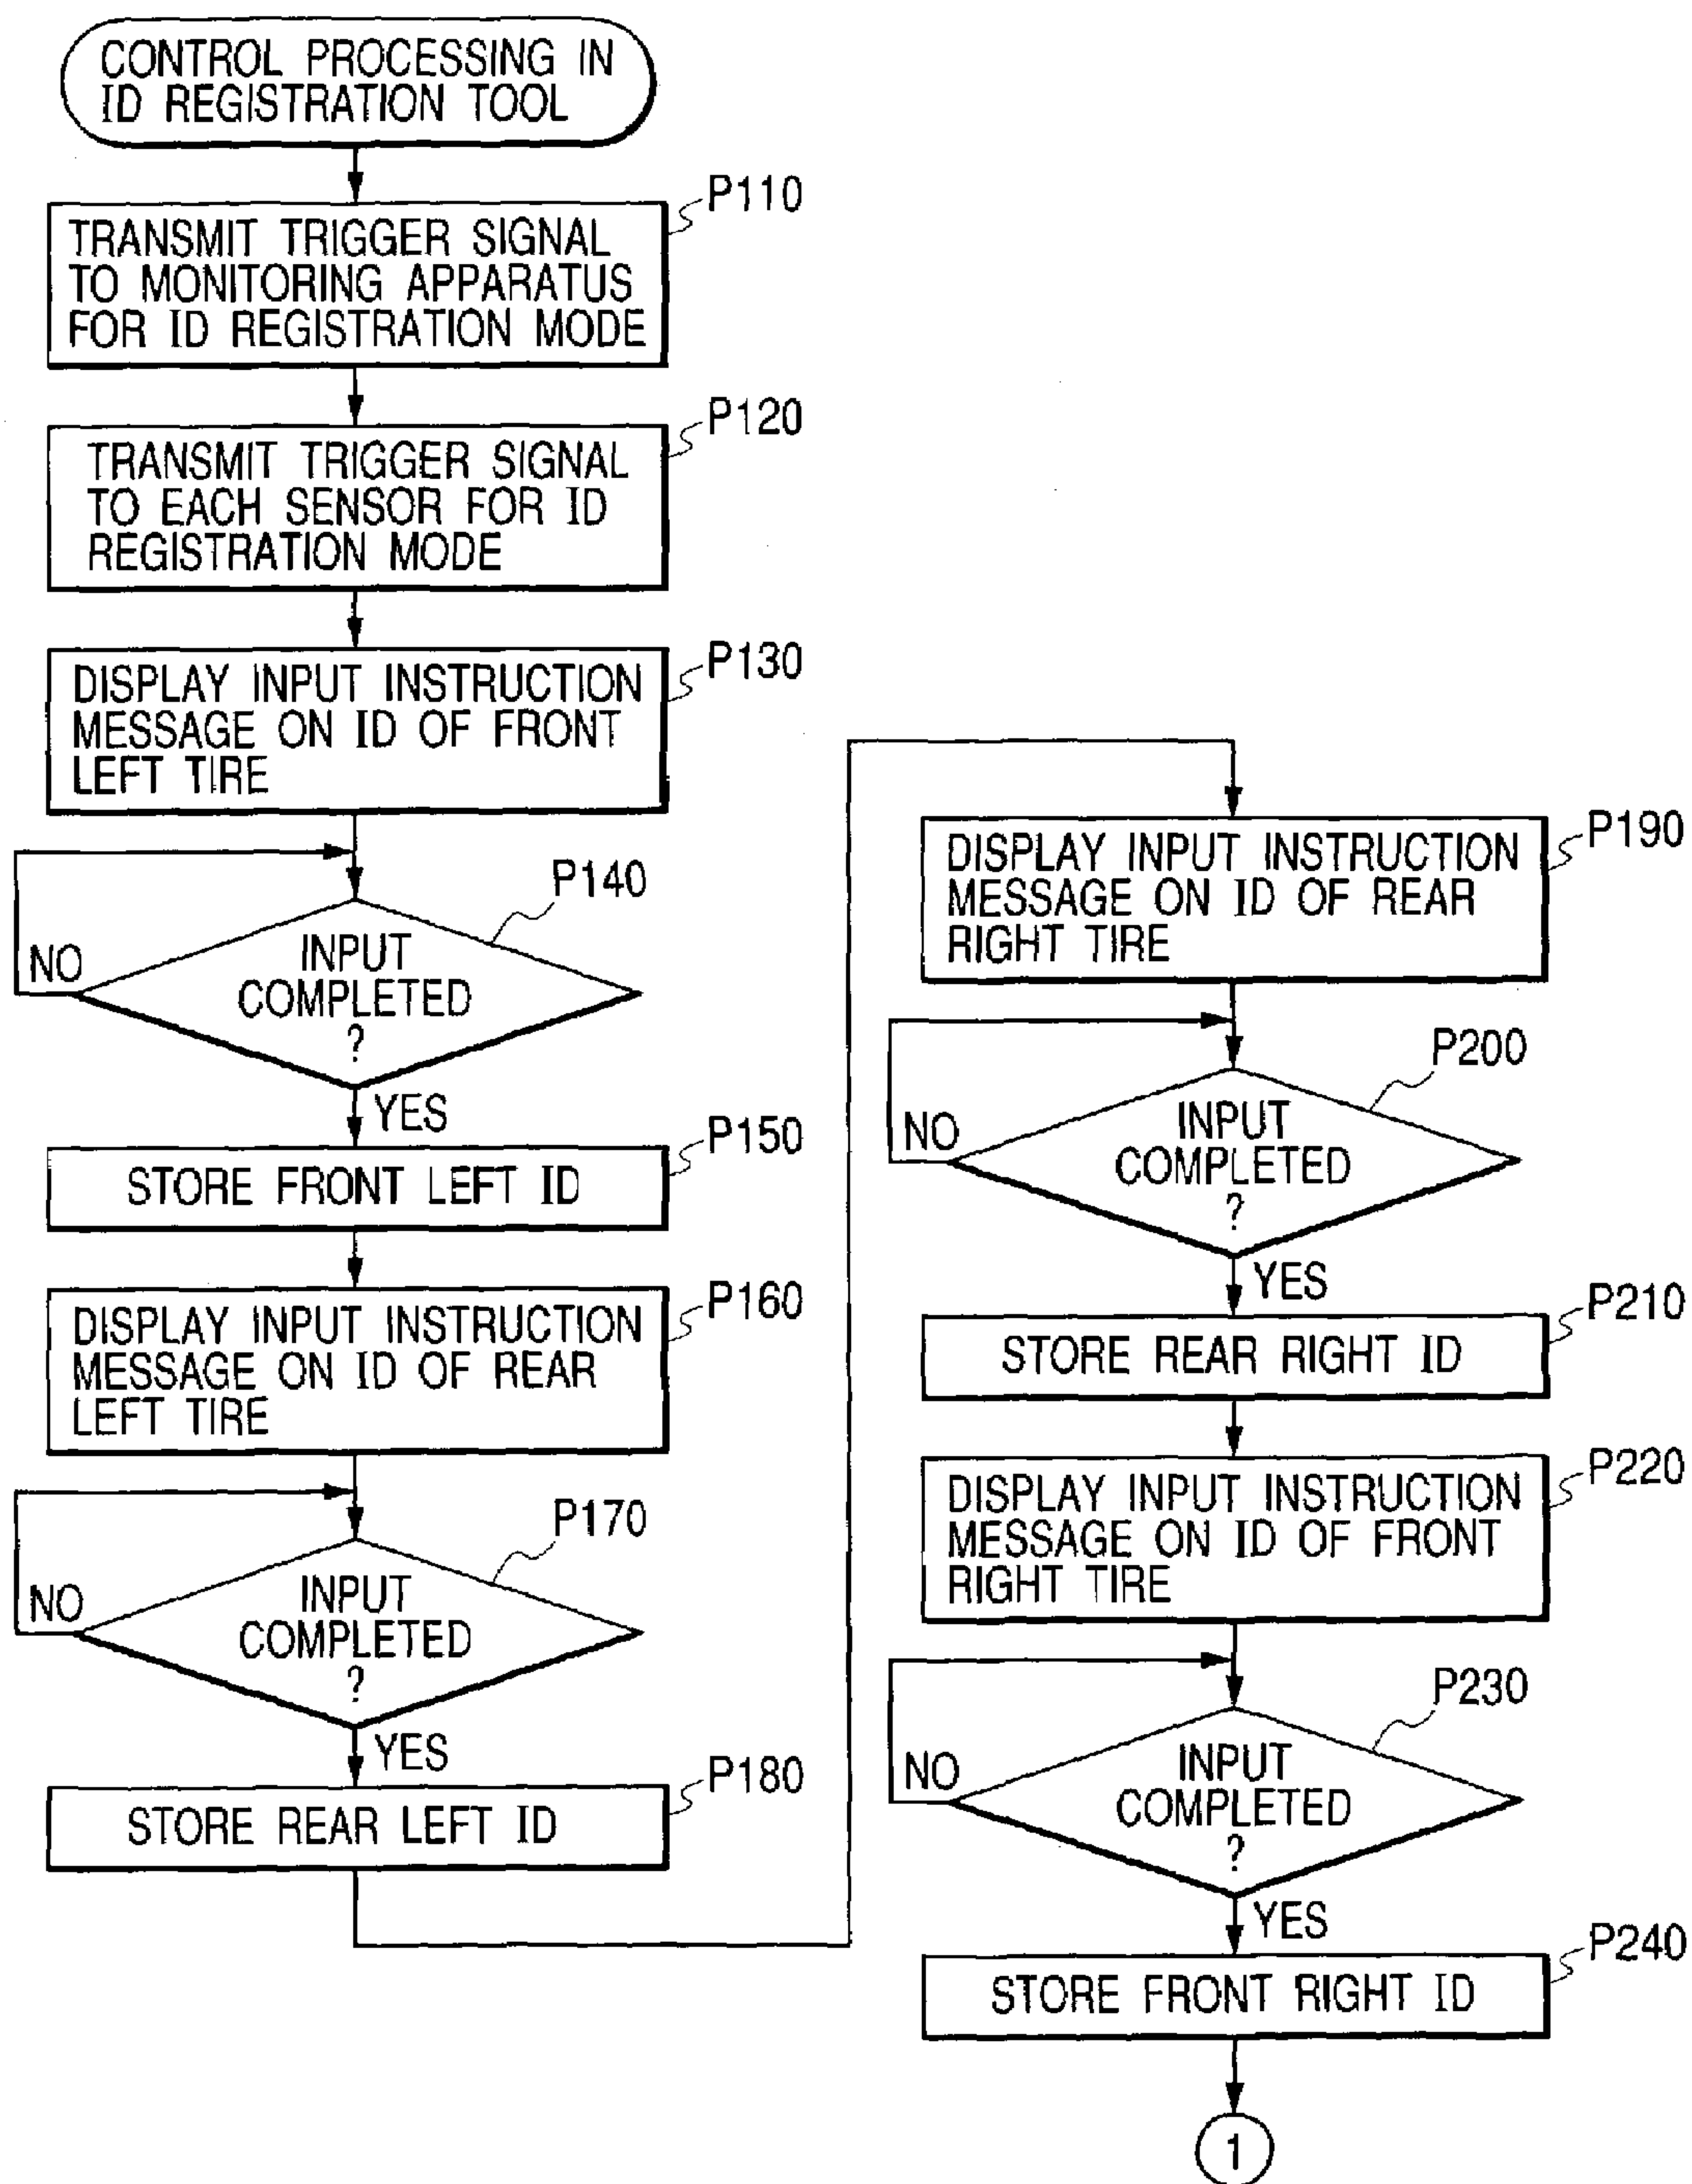 CONTROL PROCESSING IN
ID REGISTRATION TOOL
P110
TRANSMIT TRIGGER SIGNAL
TO MONITORING APPARATUS
FOR ID REGISTRATION MODE
P120
TRANSMIT TRIGGER SIGNAL
TO EACH SENSOR FOR ID
REGISTRATION MODE
P130
DISPLAY INPUT INSTRUCTION
MESSAGE ON ID OF FRONT
LEFT TIRE
P140
NO
INPUT
COMPLETED
?
YES
P150
STORE FRONT LEFT ID
P160
DISPLAY INPUT INSTRUCTION
MESSAGE ON ID OF REAR
LEFT TIRE
P170
NO
INPUT
COMPLETED
?
YES
P180
STORE REAR LEFT ID
P190
DISPLAY INPUT INSTRUCTION
MESSAGE ON ID OF REAR
RIGHT TIRE
P200
NO
INPUT
COMPLETED
?
YES
P210
STORE REAR RIGHT ID
P220
DISPLAY INPUT INSTRUCTION
MESSAGE ON ID OF FRONT
RIGHT TIRE
P230
NO
INPUT
COMPLETED
?
YES
P240
STORE FRONT RIGHT ID
1